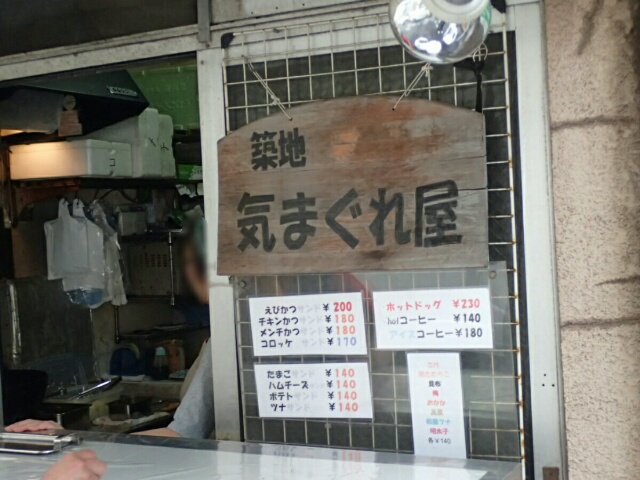 築地
気まぐれ屋
えびかつサンド ¥200
チキンかつサンド ¥180
メンチかつサンド ¥180
コロッケ サンド ¥170
たまごサンド ¥140
ハムチーズサンド ¥140
ポテトサンド ¥140
ツナサンド ¥140
ホットドッグ ¥230
hotコーヒー ¥140
アイスコーヒー ¥180
昆布
梅
おかか
高菜
和風ツナ
明太子
各¥140